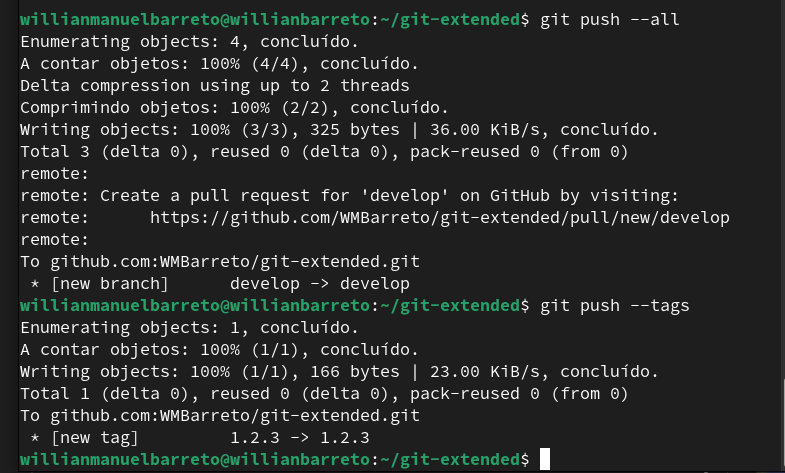 willianmanuelbarreto@willianbarreto:~/git-extended$ git push --all
Enumerating objects: 4, concluído.
A contar objetos: 100% (4/4), concluído.
Delta compression using up to 2 threads
Comprimindo objetos: 100% (2/2), concluído.
Writing objects: 100% (3/3), 325 bytes | 36.00 KiB/s, concluído.
Total 3 (delta 0), reused 0 (delta 0), pack-reused 0 (from 0)
remote:
remote: Create a pull request for 'develop' on GitHub by visiting:
remote:      https://github.com/WMBarreto/git-extended/pull/new/develop
remote:
To github.com:WMBarreto/git-extended.git
 * [new branch]      develop -> develop
willianmanuelbarreto@willianbarreto:~/git-extended$ git push --tags
Enumerating objects: 1, concluído.
A contar objetos: 100% (1/1), concluído.
Writing objects: 100% (1/1), 166 bytes | 23.00 KiB/s, concluído.
Total 1 (delta 0), reused 0 (delta 0), pack-reused 0 (from 0)
To github.com:WMBarreto/git-extended.git
 * [new tag]         1.2.3 -> 1.2.3
willianmanuelbarreto@willianbarreto:~/git-extended$